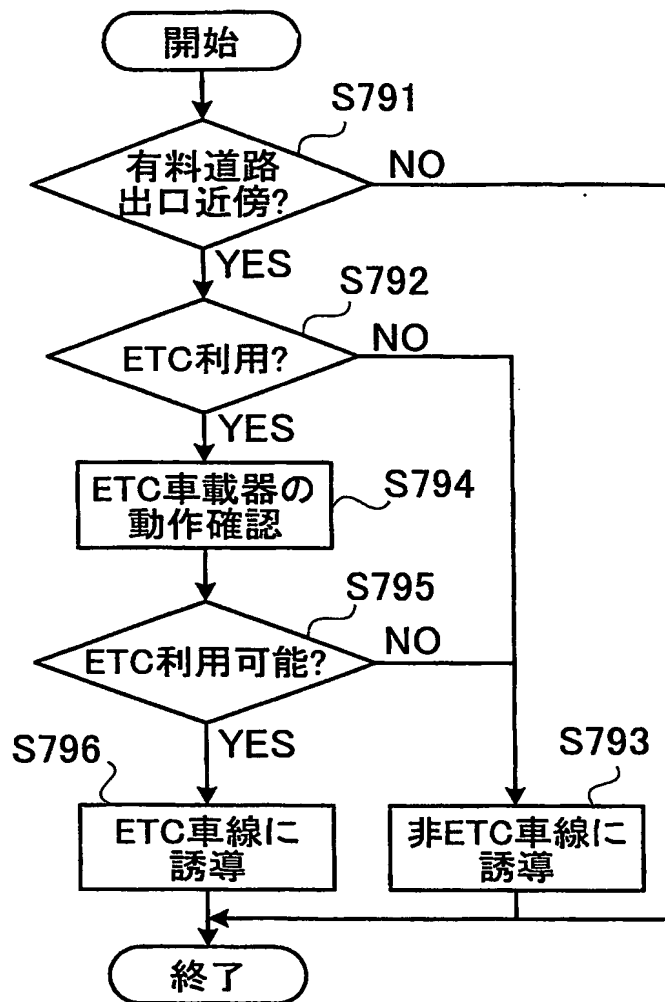 開始
S791
有料道路
出口近傍?
NO
YES
S792
ETC利用?
NO
YES
ETC車載器の
動作確認
S794
S795
ETC利用可能?
NO
YES
S796
S793
ETC車線に
誘導
非ETC車線に
誘導
終了